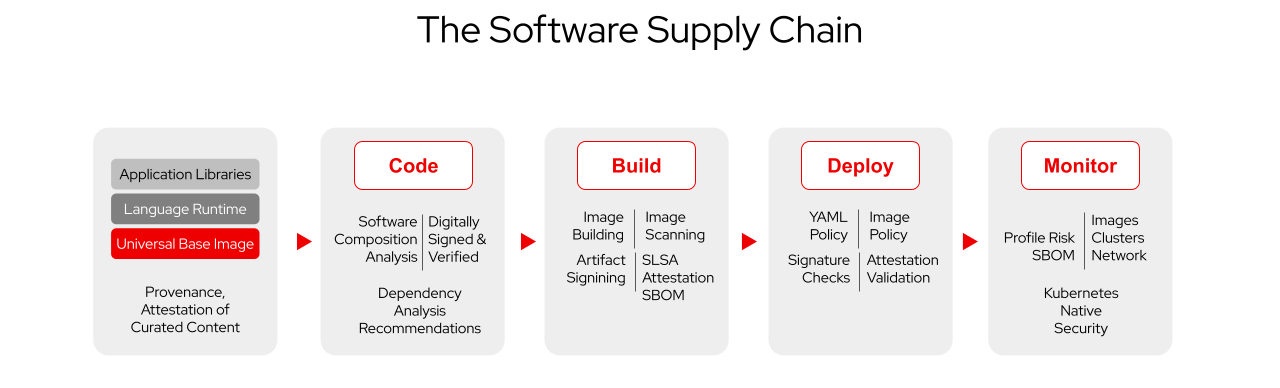 The Software Supply Chain
Application Libraries
Language Runtime
Universal Base Image
Provenance,
Attestation of
Curated Content
Code
Software
Composition
Analysis
Digitally
Signed &
Verified
Dependency
Analysis
Recommendations
Build
Image
Building
Image
Scanning
Artifact
Signining
SLSA
Attestation
SBOM
Deploy
YAML
Policy
Image
Policy
Signature
Checks
Attestation
Validation
Monitor
Profile Risk
SBOM
Images
Clusters
Network
Kubernetes
Native
Security